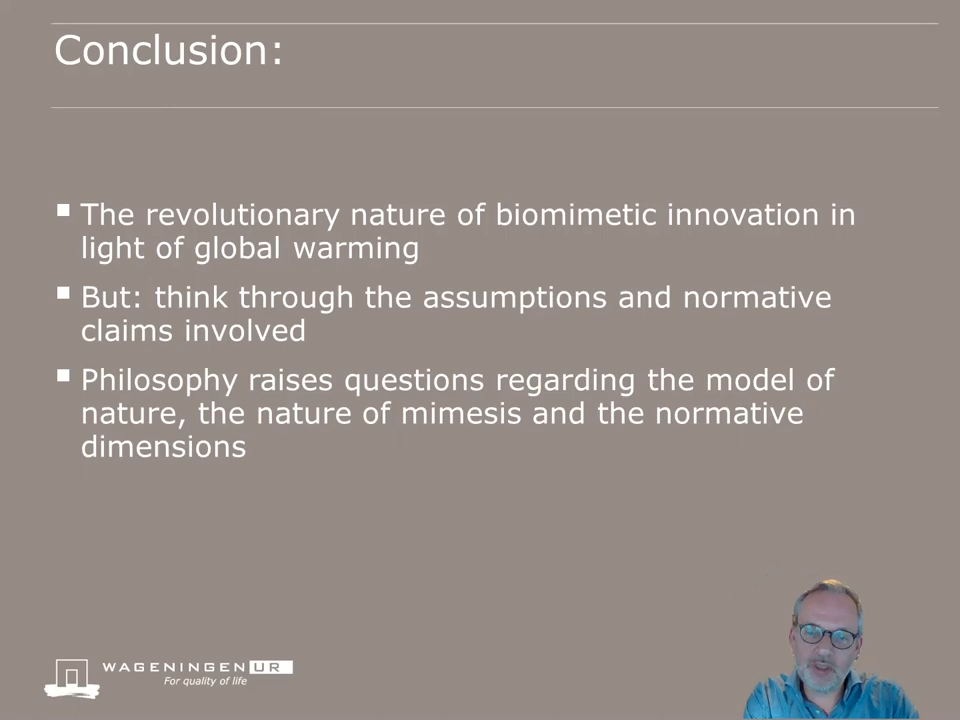 Conclusion:
▪ The revolutionary nature of biomimetic innovation in
light of global warming
▪ But: think through the assumptions and normative
claims involved
▪ Philosophy raises questions regarding the model of
nature, the nature of mimesis and the normative
dimensions
WAGENINGEN UR
For quality of life